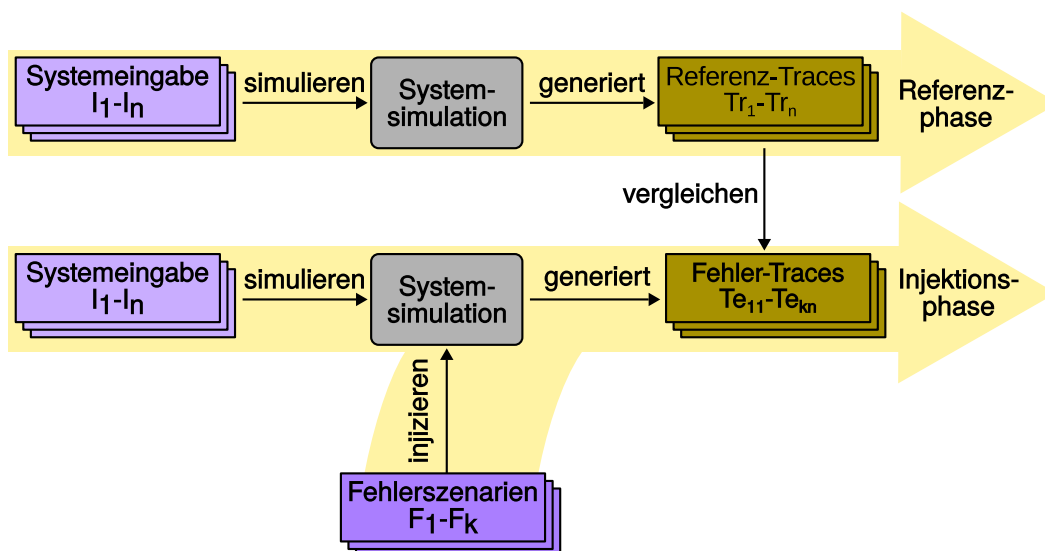 Systemeingabe
I₁-Iₙ
simulieren
System-
simulation
generiert
Referenz-Traces
Tr₁-Trₙ
Referenz-
phase
vergleichen
Systemeingabe
I₁-Iₙ
simulieren
System-
simulation
generiert
Fehler-Traces
Te₁₁-Teₖₙ
Injektions-
phase
injizieren
Fehlerszenarien
F₁-Fₖ